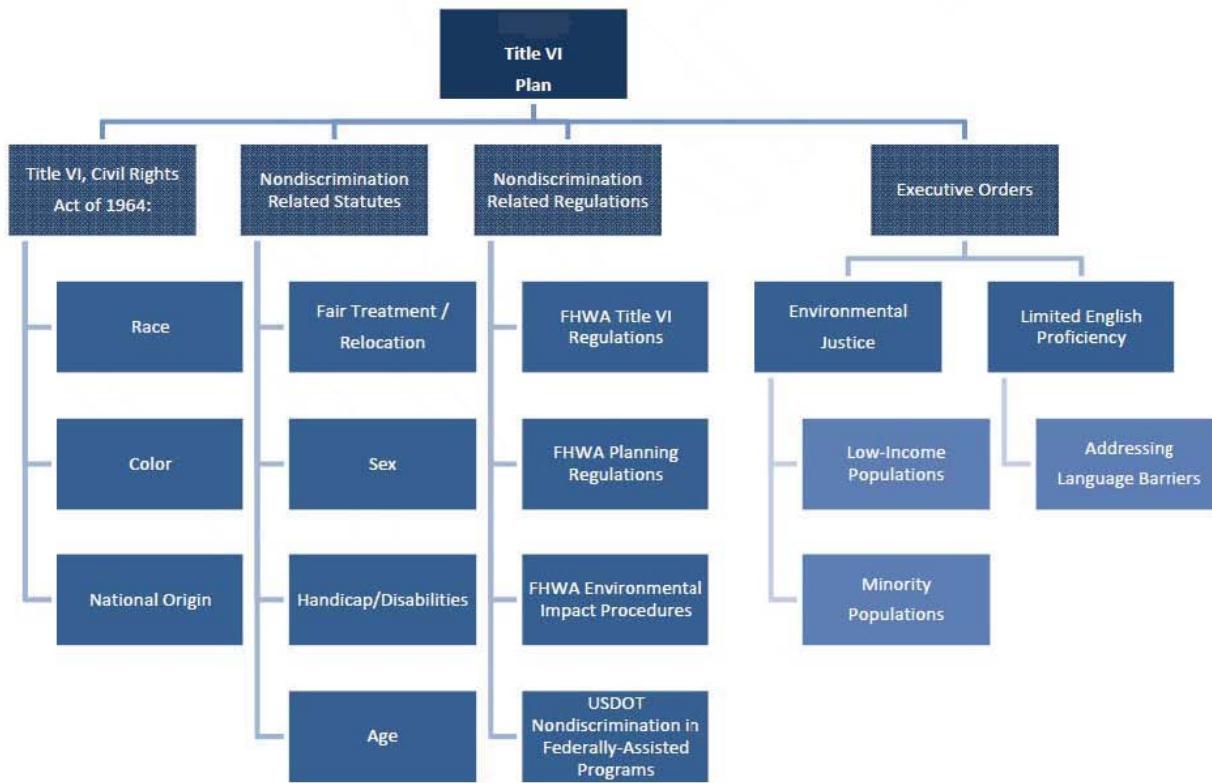 Title VI
Plan
Title VI, Civil Rights
Act of 1964:
Nondiscrimination
Related Statutes
Nondiscrimination
Related Regulations
Executive Orders
Race
Fair Treatment /
Relocation
FHWA Title VI
Regulations
Environmental
Justice
Limited English
Proficiency
Color
Sex
FHWA Planning
Regulations
Low-Income
Populations
Addressing
Language Barriers
National Origin
Handicap/Disabilities
FHWA Environmental
Impact Procedures
Minority
Populations
Age
USDOT
Nondiscrimination in
Federally-Assisted
Programs